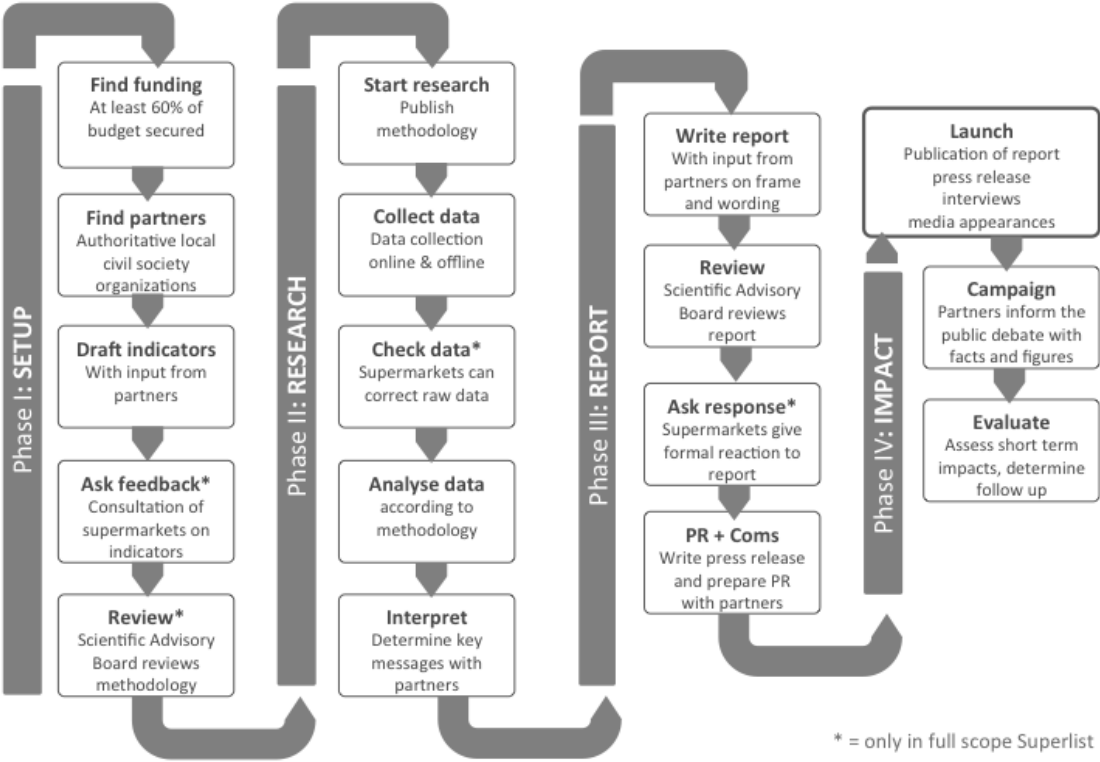 Phase I: SETUP
Find funding
At least 60% of
budget secured
Find partners
Authoritative local
civil society
organizations
Draft indicators
With input from
partners
Ask feedback*
Consultation of
supermarkets on
indicators
Review*
Scientific Advisory
Board reviews
methodology
Phase II: RESEARCH
Start research
Publish
methodology
Collect data
Data collection
online & offline
Check data*
Supermarkets can
correct raw data
Analyse data
according to
methodology
Interpret
Determine key
messages with
partners
Phase III: REPORT
Write report
With input from
partners on frame
and wording
Review
Scientific Advisory
Board reviews
report
Ask response*
Supermarkets give
formal reaction to
report
PR + Coms
Write press release
and prepare PR
with partners
Phase IV: IMPACT
Launch
Publication of report
press release
interviews
media appearances
Campaign
Partners inform the
public debate with
facts and figures
Evaluate
Assess short term
impacts, determine
follow up
* = only in full scope Superlist